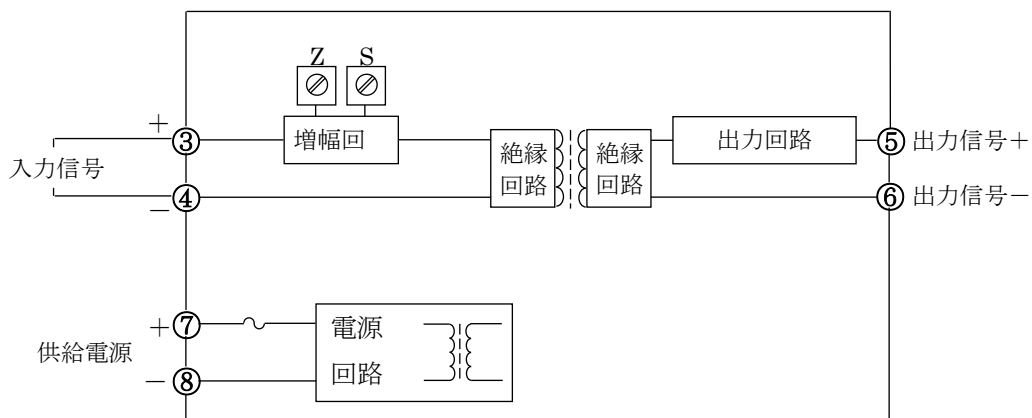 Z S
+ ③ 増幅回 出力回路 ⑤ 出力信号+
絶縁 絶縁
回路 回路
入力信号
− ④ ⑥ 出力信号−
+ ⑦ 電源
供給電源
− ⑧ 回路